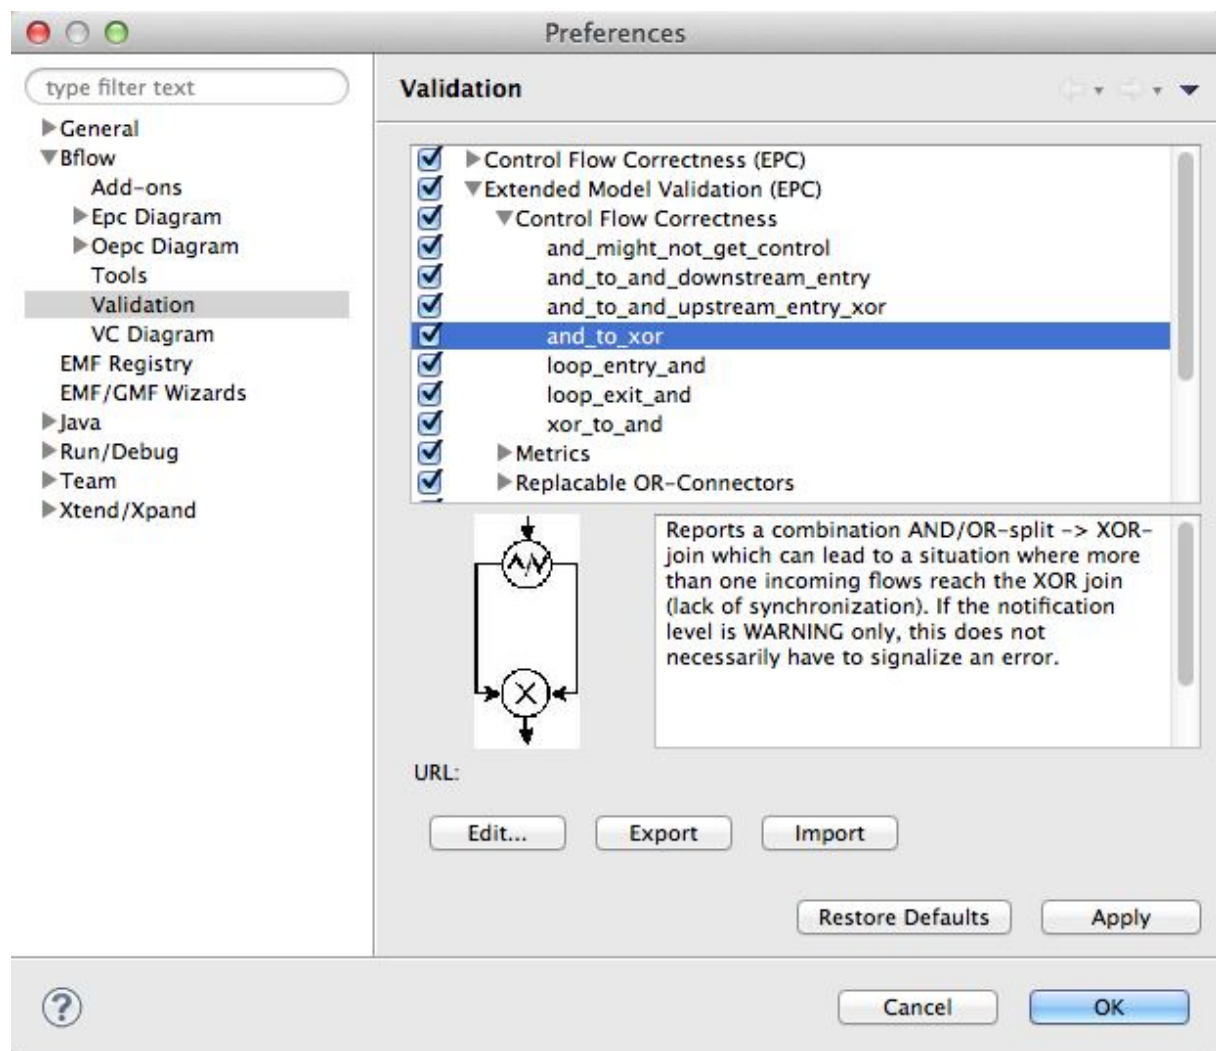 Preferences
type filter text
General
Bflow
Add-ons
Epc Diagram
Oepc Diagram
Tools
Validation
VC Diagram
EMF Registry
EMF/GMF Wizards
Java
Run/Debug
Team
Xtend/Xpand
Validation
Control Flow Correctness (EPC)
Extended Model Validation (EPC)
Control Flow Correctness
and_might_not_get_control
and_to_and_downstream_entry
and_to_and_upstream_entry_xor
and_to_xor
loop_entry_and
loop_exit_and
xor_to_and
Metrics
Replacable OR-Connectors
Reports a combination AND/OR-split -> XOR-
join which can lead to a situation where more
than one incoming flows reach the XOR join
(lack of synchronization). If the notification
level is WARNING only, this does not
necessarily have to signalize an error.
URL:
Edit...
Export
Import
Restore Defaults
Apply
?
Cancel
OK